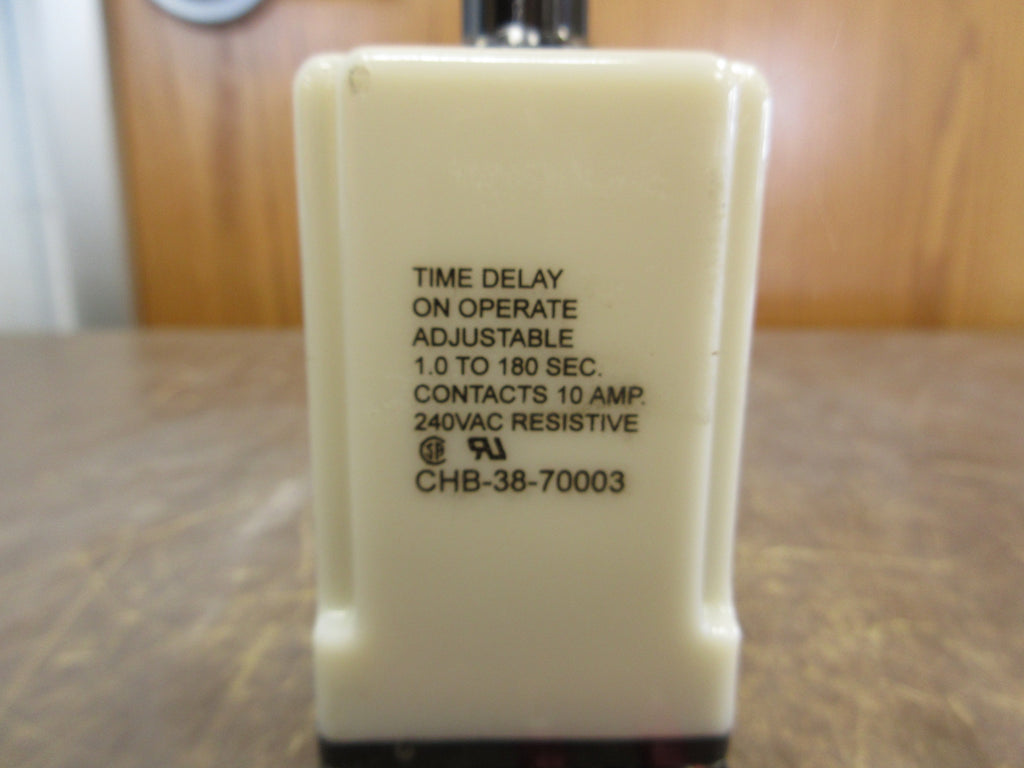 TIME DELAY
ON OPERATE
ADJUSTABLE
1.0 TO 180 SEC.
CONTACTS 10 AMP.
240VAC RESISTIVE
CHB-38-70003